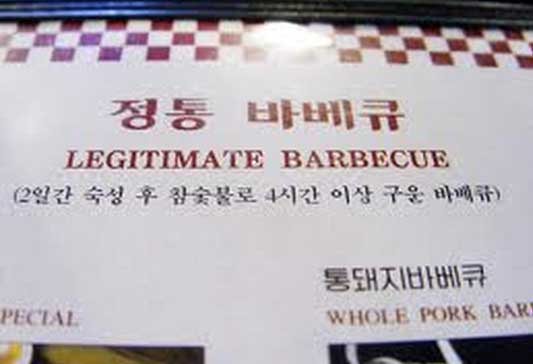 정통 바베큐
LEGITIMATE BARBECUE
(2일간 숙성 후 참숯불로 4시간 이상 구운 바베큐)
통돼지바베큐
PECIAL
WHOLE PORK BAR